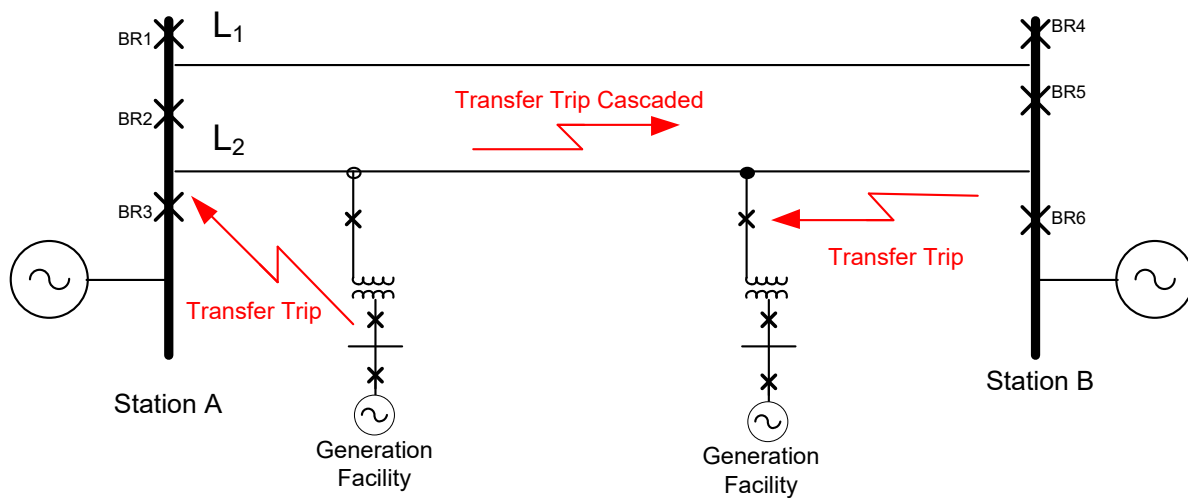 L1
BR1
BR4
BR5
Transfer Trip Cascaded
BR2
L2
BR3
BR6
Transfer Trip
Transfer Trip
Station A
Station B
Generation
Facility
Generation
Facility